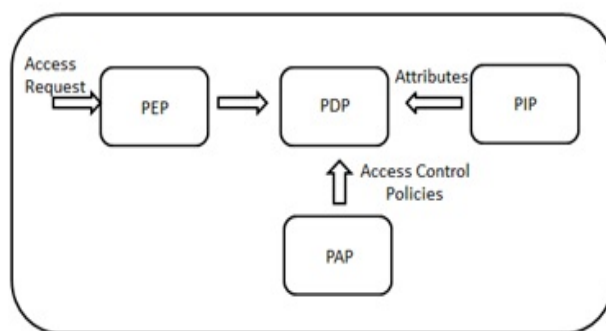 Access
Request
PEP
PDP
Attributes
PIP
Access Control
Policies
PAP